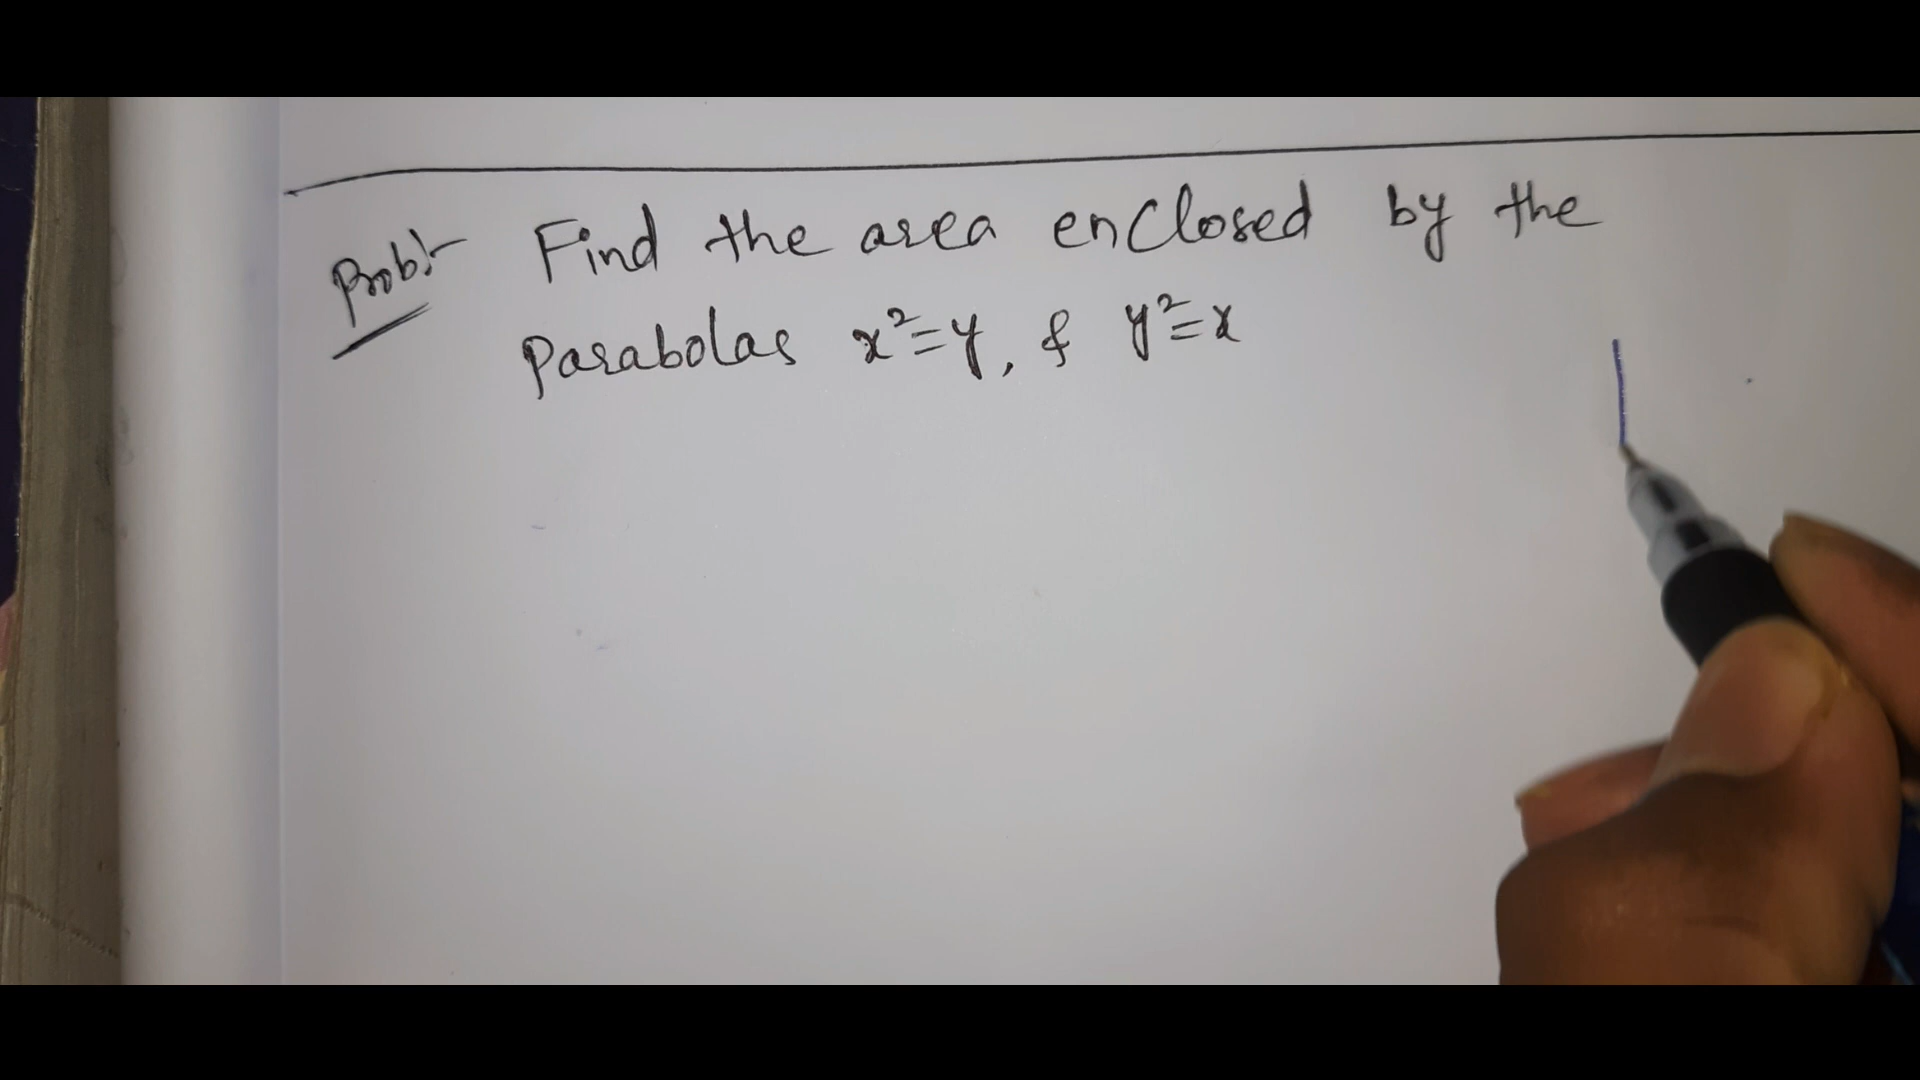 Prob:- Find the area enclosed by the
Parabolas x²=y, & y²=x